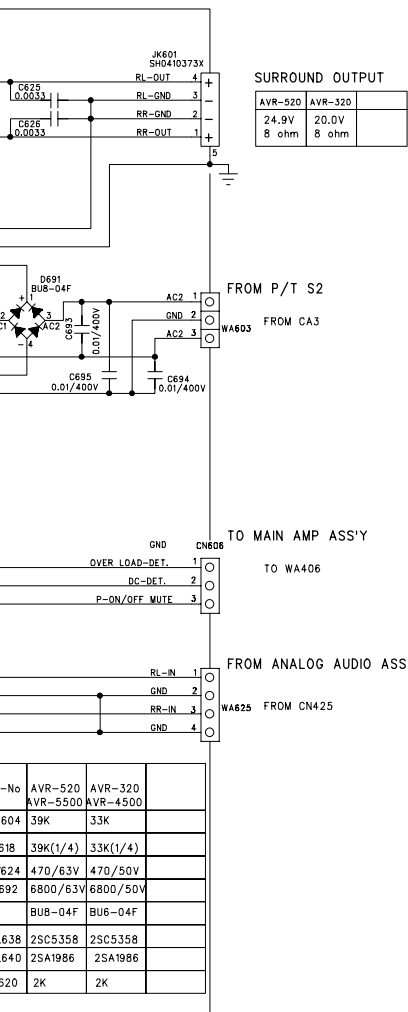 JK601
SH0410373X
RL-OUT 4 +
C625
0.0033
RL-GND 3 -
RR-GND 2 -
C626
0.0033
RR-OUT 1 +
5
SURROUND OUTPUT
AVR-520 AVR-320
24.9V 20.0V
8 ohm 8 ohm
D691
BU8-04F
+ 1
2
3
AC2
- 4
C693
0.01/400V
C695
0.01/400V
C694
0.01/400V
AC2 1
GND 2
AC2 3
WA603
FROM P/T S2
FROM CA3
GND CN606
OVER LOAD-DET. 1
DC-DET. 2
P-ON/OFF MUTE 3
TO MAIN AMP ASS'Y
TO WA406
RL-IN 1
GND 2
RR-IN 3
GND 4
WA625
FROM ANALOG AUDIO ASS
FROM CN425
-No AVR-520 AVR-320
AVR-5500 AVR-4500
604 39K 33K
618 39K(1/4) 33K(1/4)
624 470/63V 470/50V
692 6800/63V 6800/50V
BU8-04F BU6-04F
638 2SC5358 2SC5358
640 2SA1986 2SA1986
620 2K 2K